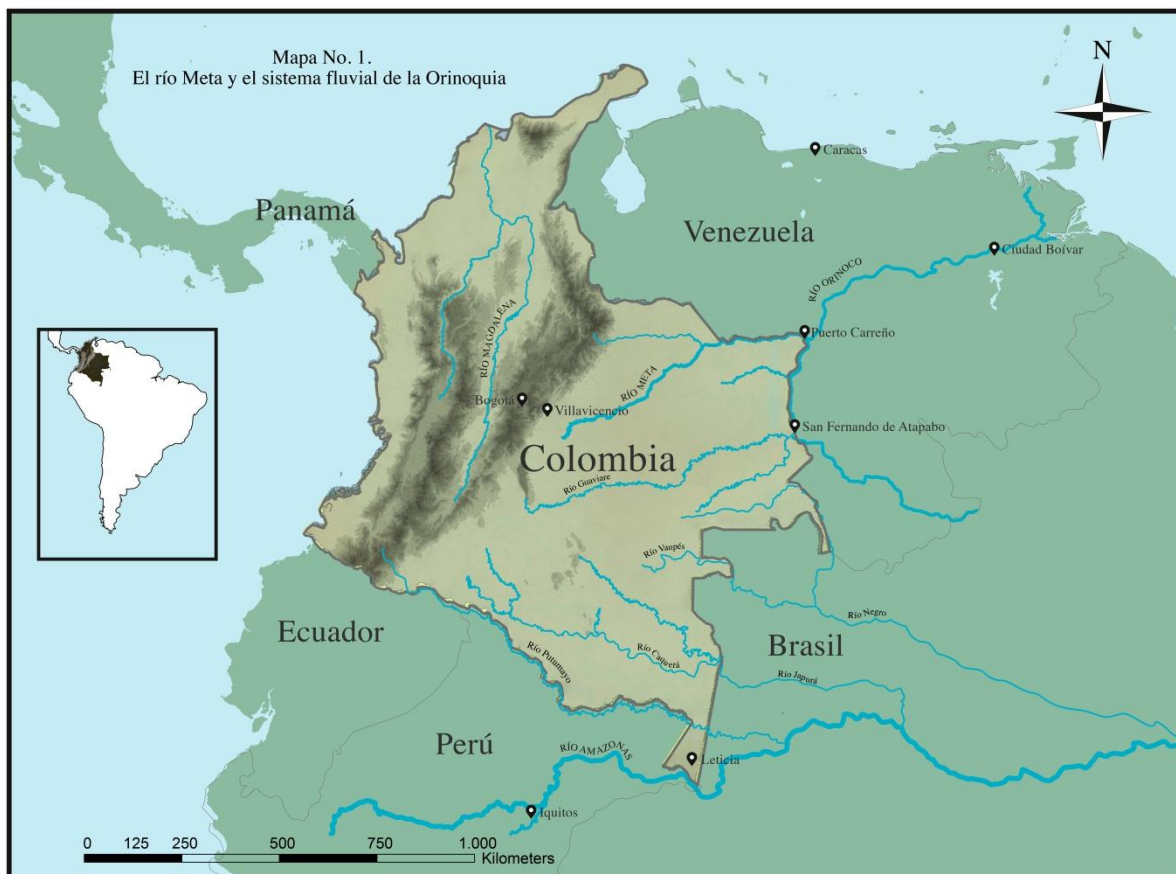 Mapa No. 1.
El río Meta y el sistema fluvial de la Orinoquia
N
Caracas
Panamá
Venezuela
Ciudad Boívar
RÍO ORINOCO
RÍO MAGDALENA
Puerto Carreño
RÍO META
Bogotá
Villavicencio
San Fernando de Atapabo
Colombia
Río Guaviare
Río Vaupés
Río Negro
Ecuador
Brasil
Río Putumayo
Río Caquetá
Río Japurá
Perú
RÍO AMAZONAS
Leticia
Iquitos
0 125 250 500 750 1.000
Kilometers